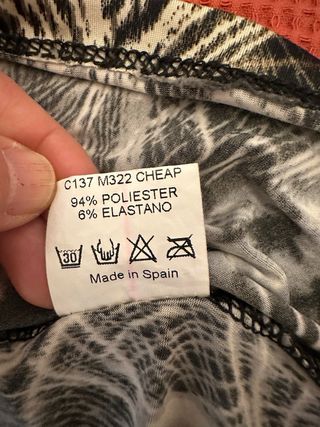 C137 M322 CHEAP
94% POLIESTER
6% ELASTANO
30
Made in Spain